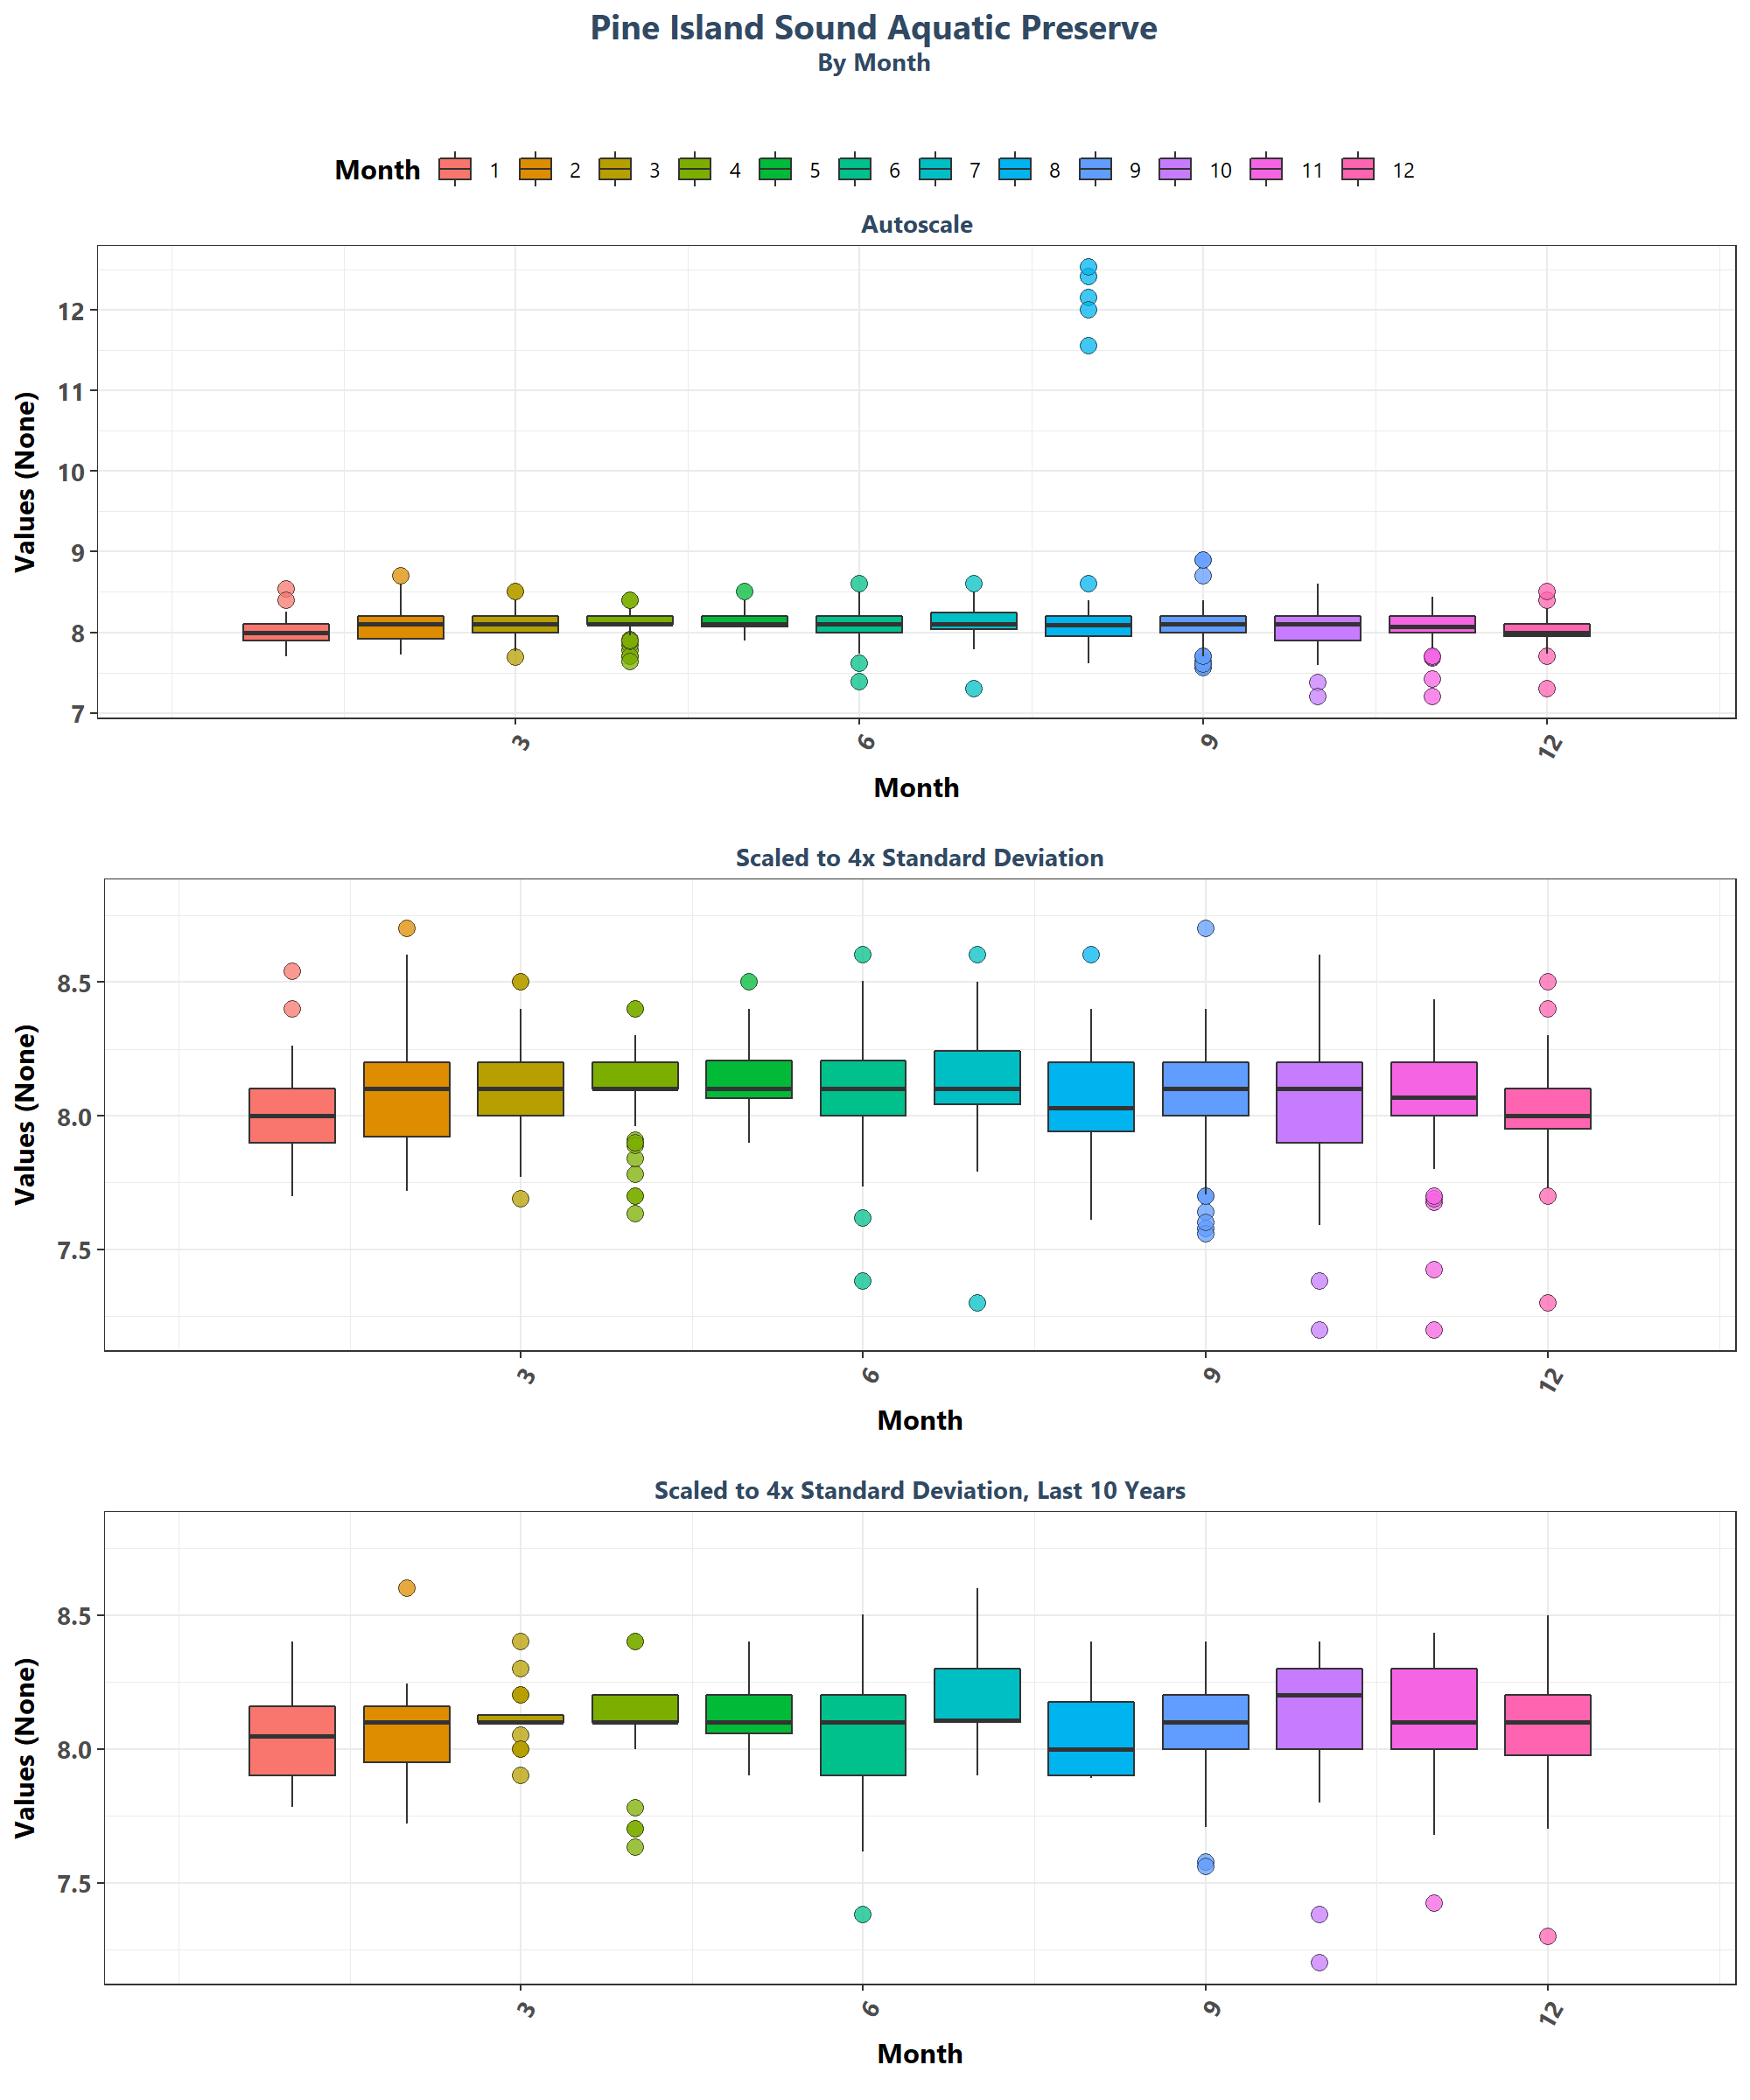 Pine Island Sound Aquatic Preserve
By Month
Month 1 2 3 4 5 6 7 8 9 10 11 12
Autoscale
Values (None)
12
11
10
9
8
7
3 6 9 12
Month
Scaled to 4x Standard Deviation
Values (None)
8.5
8.0
7.5
3 6 9 12
Month
Scaled to 4x Standard Deviation, Last 10 Years
Values (None)
8.5
8.0
7.5
3 6 9 12
Month